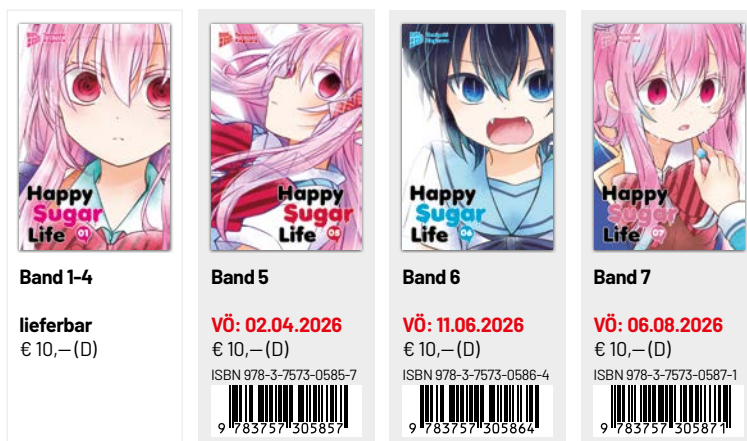 Happy
Sugar
Life 01
Band 1-4
lieferbar
€ 10,– (D)
Happy
Sugar
Life 05
Band 5
VÖ: 02.04.2026
€ 10,– (D)
ISBN 978-3-7573-0585-7
9 783757 305857
Happy
Sugar
Life 06
Band 6
VÖ: 11.06.2026
€ 10,– (D)
ISBN 978-3-7573-0586-4
9 783757 305864
Happy
Sugar
Life 07
Band 7
VÖ: 06.08.2026
€ 10,– (D)
ISBN 978-3-7573-0587-1
9 783757 305871